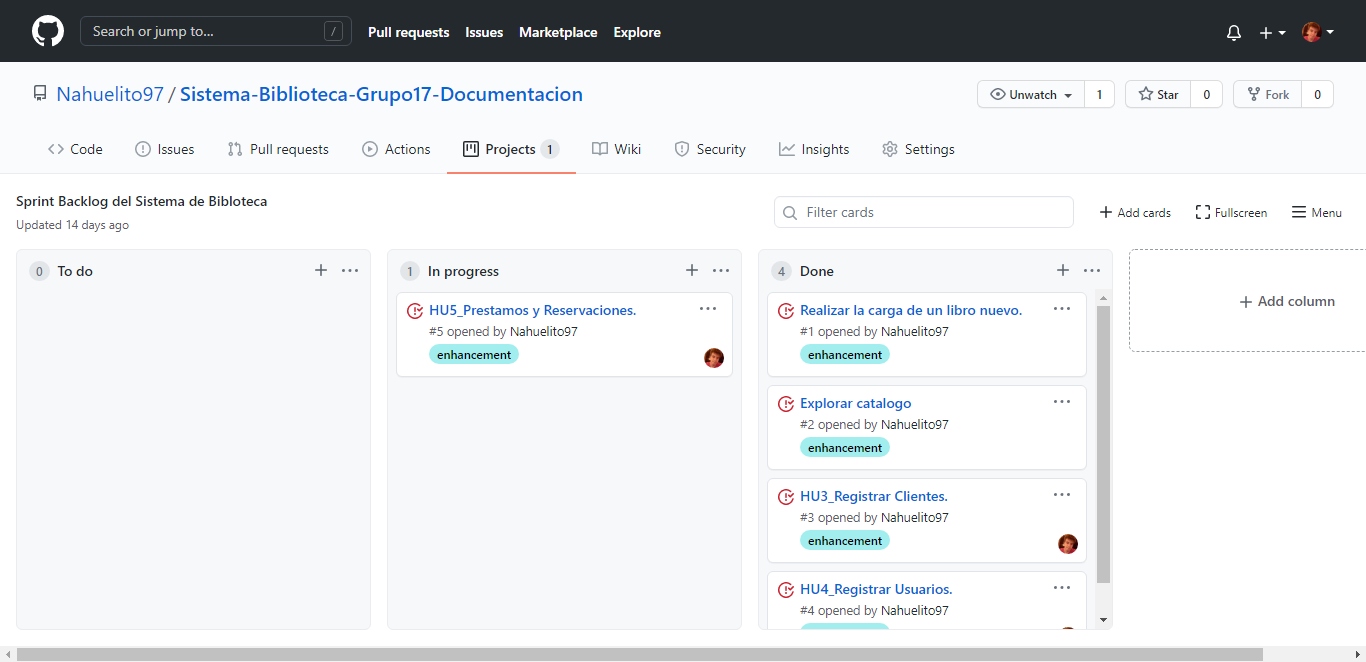 Search or jump to...
/
Pull requests
Issues
Marketplace
Explore
Nahuelito97 / Sistema-Biblioteca-Grupo17-Documentacion
Unwatch
1
Star
0
Fork
0
Code
Issues
Pull requests
Actions
Projects 1
Wiki
Security
Insights
Settings
Sprint Backlog del Sistema de Bibloteca
Updated 14 days ago
Filter cards
Add cards
Fullscreen
Menu
0 To do
1 In progress
HU5_Prestamos y Reservaciones.
#5 opened by Nahuelito97
enhancement
4 Done
Realizar la carga de un libro nuevo.
#1 opened by Nahuelito97
enhancement
Explorar catalogo
#2 opened by Nahuelito97
enhancement
HU3_Registrar Clientes.
#3 opened by Nahuelito97
enhancement
HU4_Registrar Usuarios.
#4 opened by Nahuelito97
Add column